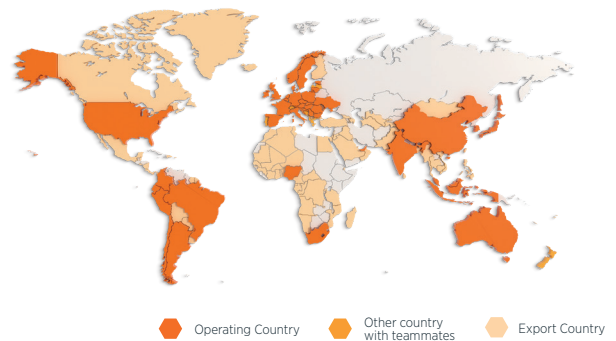 Operating Country
Other country
with teammates
Export Country